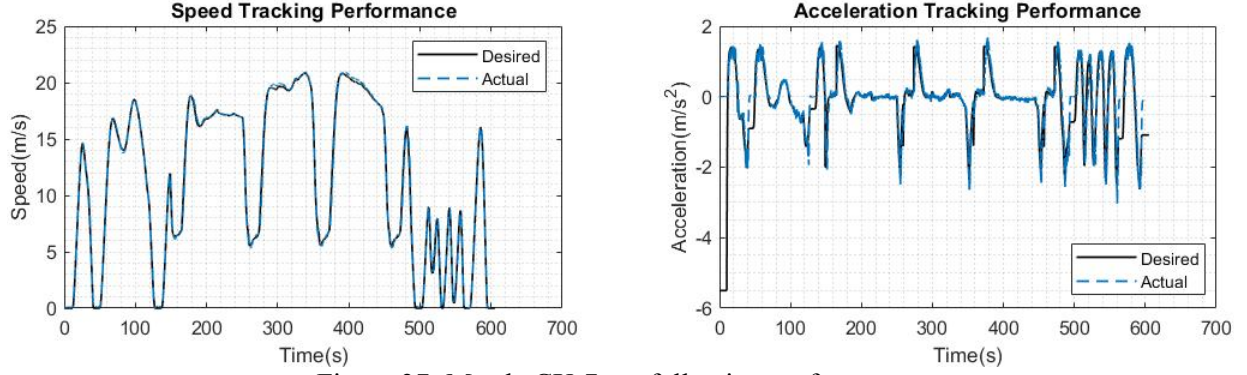 Speed Tracking Performance
25
20
15
10
5
0
Speed(m/s)
Desired
Actual
0 100 200 300 400 500 600 700
Time(s)
Acceleration Tracking Performance
2
0
-2
-4
-6
Acceleration(m/s²)
Desired
Actual
0 100 200 300 400 500 600 700
Time(s)